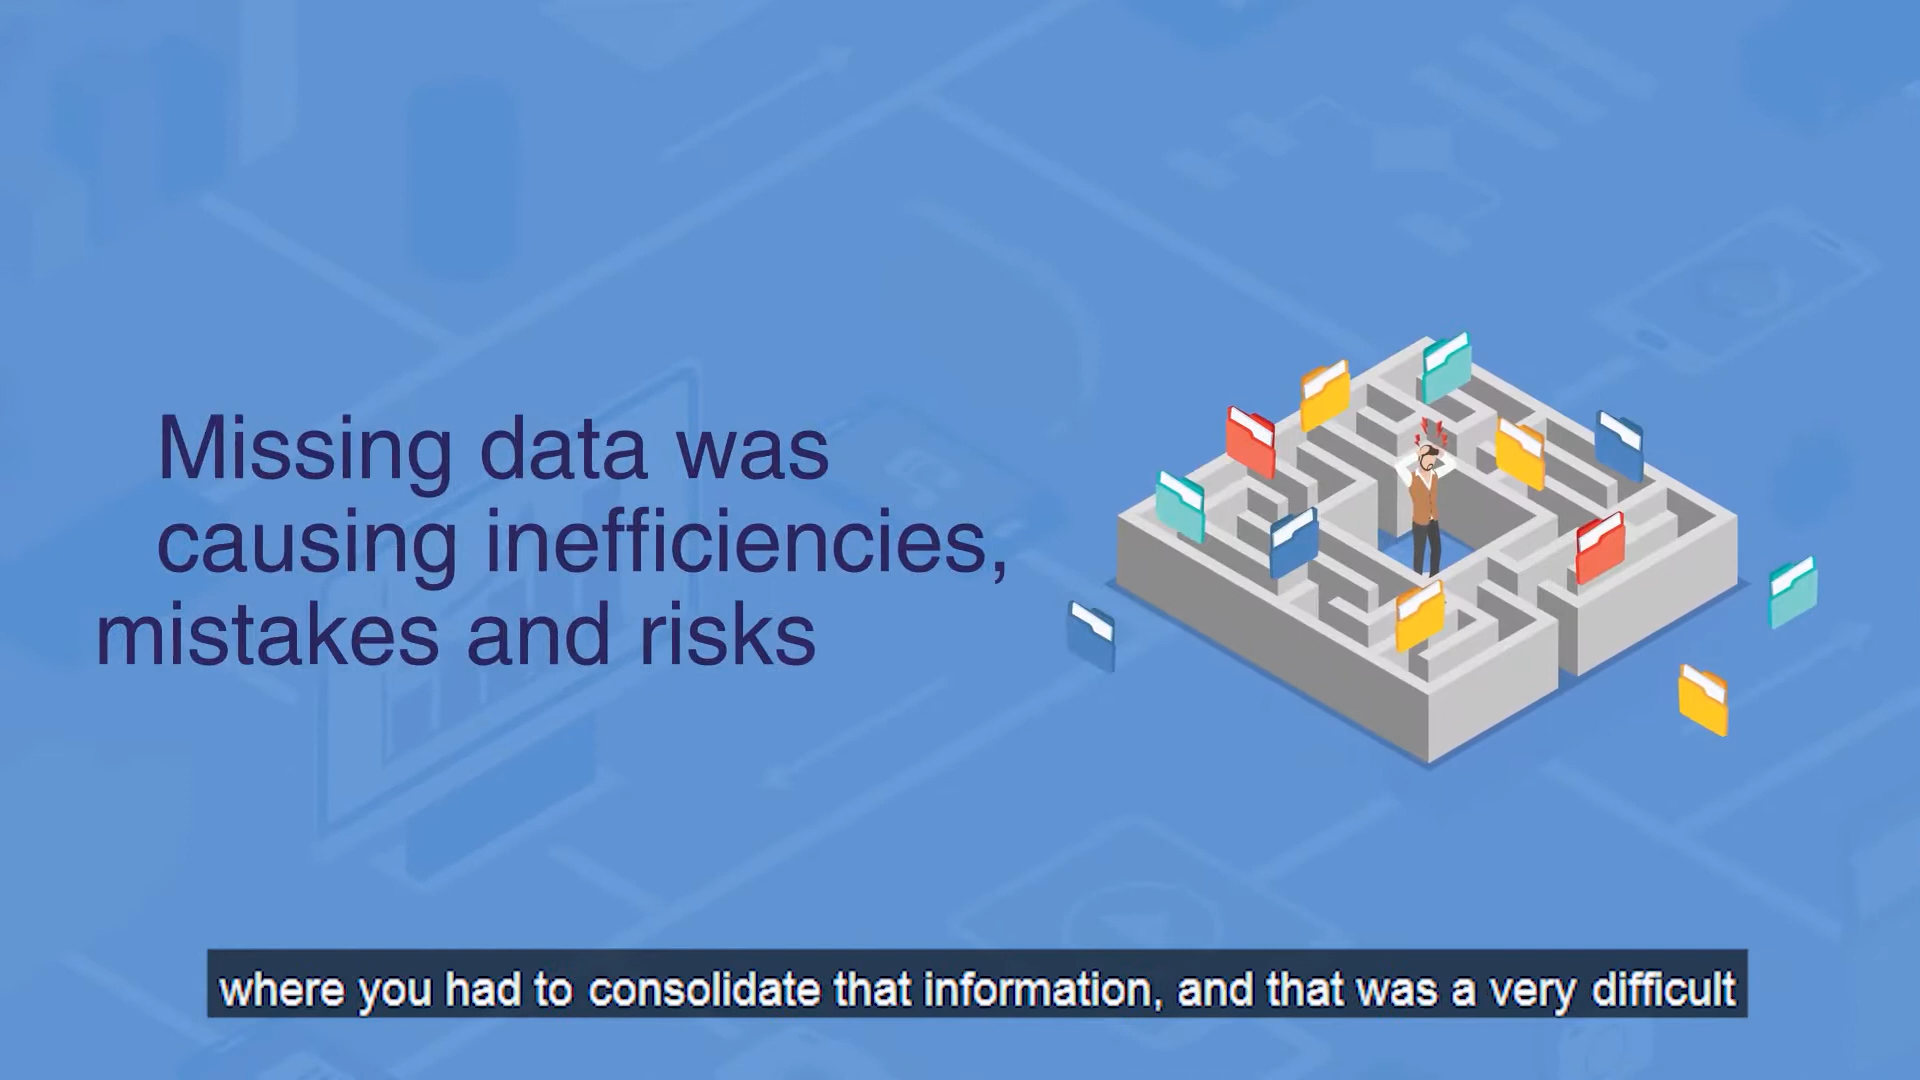 Missing data was
causing inefficiencies,
mistakes and risks
where you had to consolidate that information, and that was a very difficult